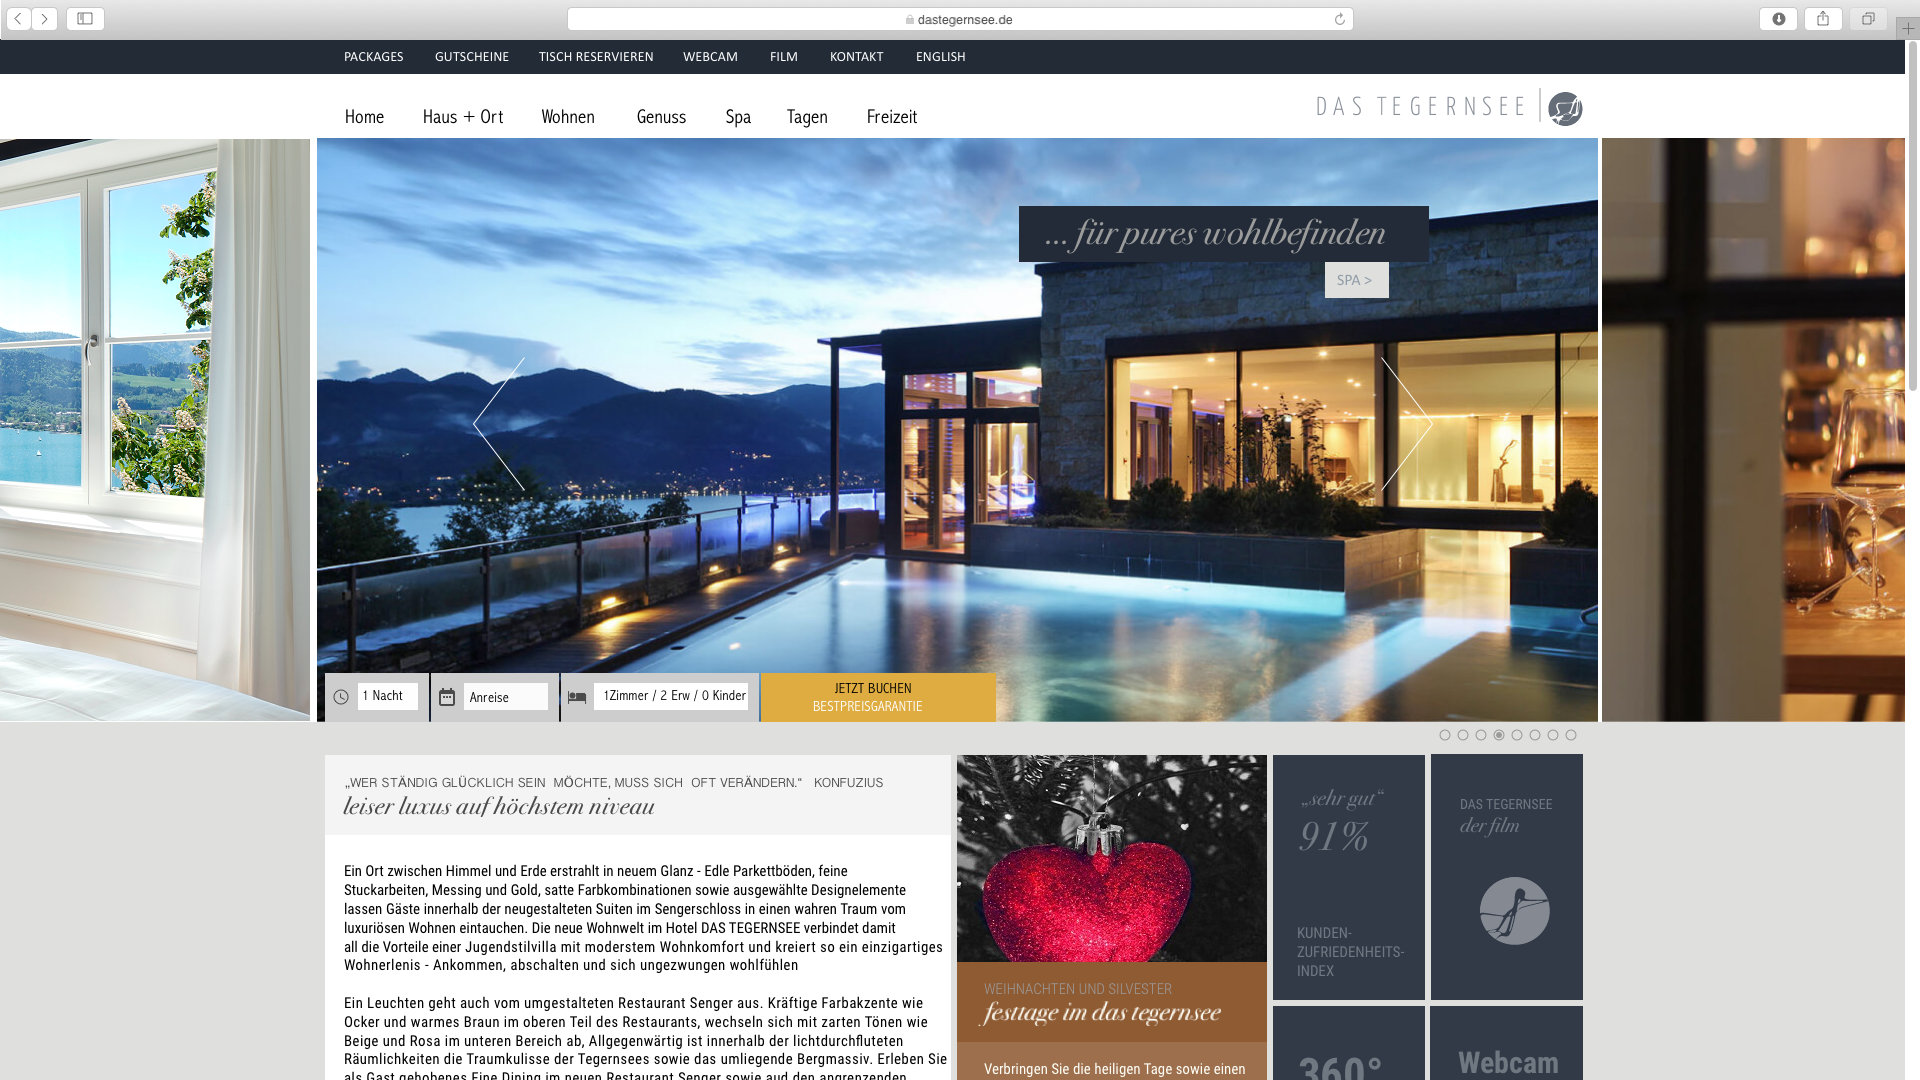 dastegernsee.de
PACKAGES GUTSCHEINE TISCH RESERVIEREN WEBCAM FILM KONTAKT ENGLISH
Home Haus + Ort Wohnen Genuss Spa Tagen Freizeit
DAS TEGERNSEE
... für pures wohlbefinden
SPA >
1 Nacht
Anreise
1Zimmer / 2 Erw / 0 Kinder
JETZT BUCHEN
BESTPREISGARANTIE
„WER STÄNDIG GLÜCKLICH SEIN MÖCHTE, MUSS SICH OFT VERÄNDERN.“ KONFUZIUS
leiser luxus auf höchstem niveau
Ein Ort zwischen Himmel und Erde erstrahlt in neuem Glanz - Edle Parkettböden, feine
Stuckarbeiten, Messing und Gold, satte Farbkombinationen sowie ausgewählte Designelemente
lassen Gäste innerhalb der neugestalteten Suiten im Sengerschloss in einen wahren Traum vom
luxuriösen Wohnen eintauchen. Die neue Wohnwelt im Hotel DAS TEGERNSEE verbindet damit
all die Vorteile einer Jugendstilvilla mit moderstem Wohnkomfort und kreiert so ein einzigartiges
Wohnerlenis - Ankommen, abschalten und sich ungezwungen wohlfühlen
Ein Leuchten geht auch vom umgestalteten Restaurant Senger aus. Kräftige Farbakzente wie
Ocker und warmes Braun im oberen Teil des Restaurants, wechseln sich mit zarten Tönen wie
Beige und Rosa im unteren Bereich ab, Allgegenwärtig ist innerhalb der lichtdurchfluteten
Räumlichkeiten die Traumkulisse der Tegernsees sowie das umliegende Bergmassiv. Erleben Sie
als Gast gehobenes Fine Dining im neuen Restaurant Senger sowie auf den angrenzenden
WEIHNACHTEN UND SILVESTER
festtage im das tegernsee
Verbringen Sie die heiligen Tage sowie einen
„sehr gut“
91%
KUNDEN-
ZUFRIEDENHEITS-
INDEX
DAS TEGERNSEE
der film
360°
Webcam